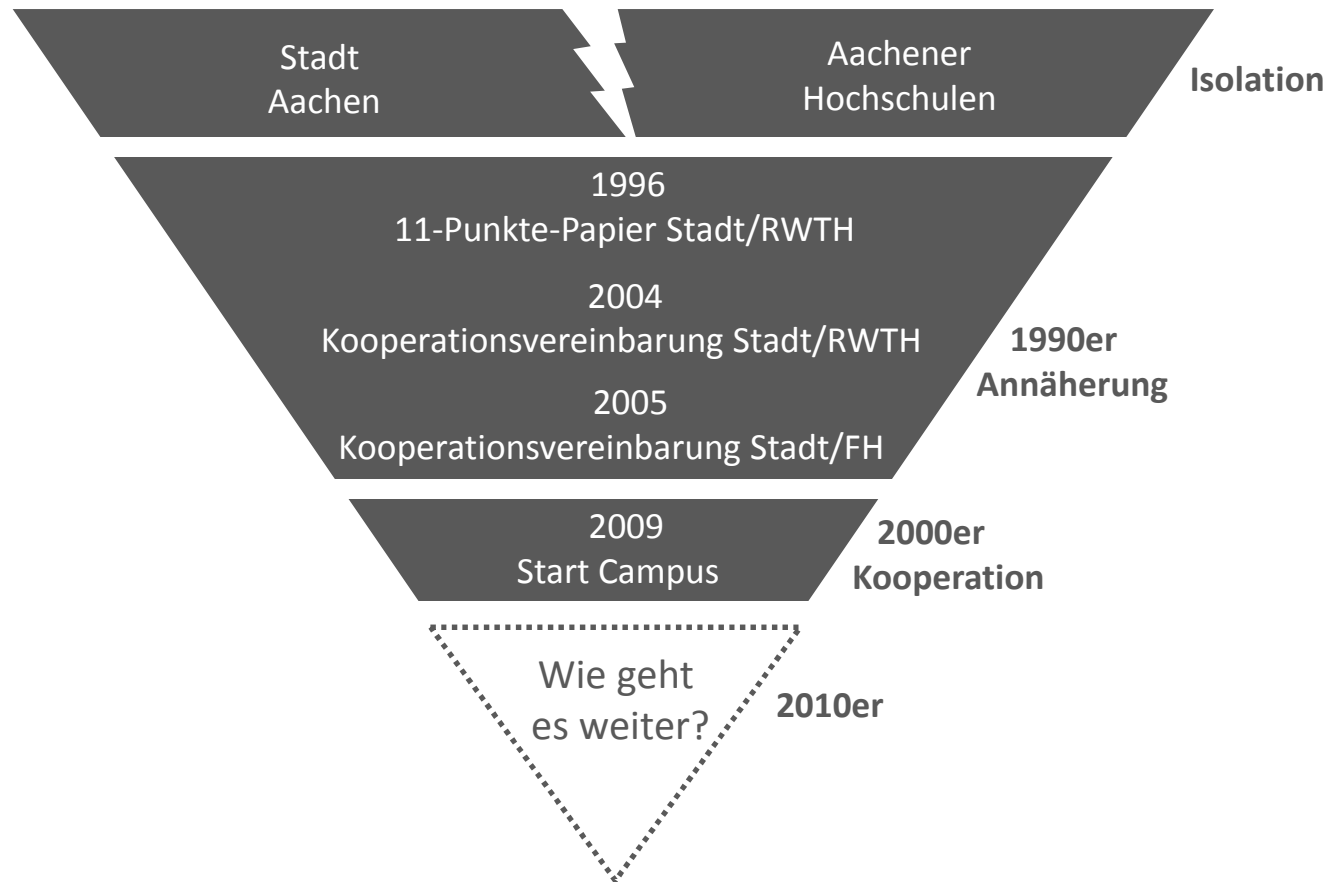 Stadt
Aachen
Aachener
Hochschulen
Isolation
1996
11-Punkte-Papier Stadt/RWTH
2004
Kooperationsvereinbarung Stadt/RWTH
2005
Kooperationsvereinbarung Stadt/FH
1990er
Annäherung
2009
Start Campus
2000er
Kooperation
Wie geht
es weiter?
2010er